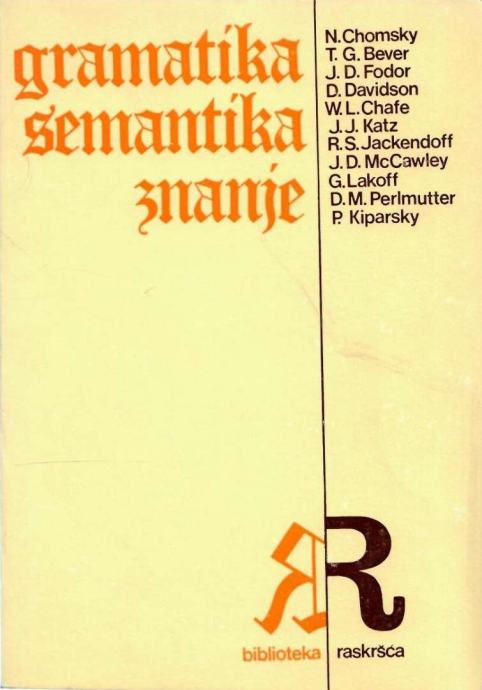 gramatika
semantika
znanje
N. Chomsky
T. G. Bever
J. D. Fodor
D. Davidson
W. L. Chafe
J. J. Katz
R. S. Jackendoff
J. D. McCawley
G. Lakoff
D. M. Perlmutter
P. Kiparsky
R R
biblioteka raskršća